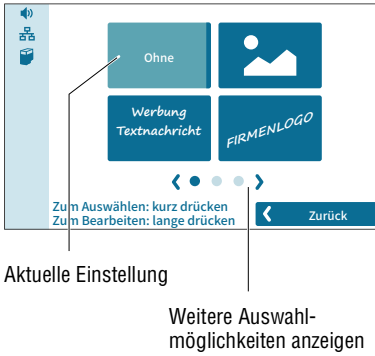 Ohne
Werbung
Textnachricht
FIRMENLOGO
Zum Auswählen: kurz drücken
Zum Bearbeiten: lange drücken
Zurück
Aktuelle Einstellung
Weitere Auswahl-
möglichkeiten anzeigen